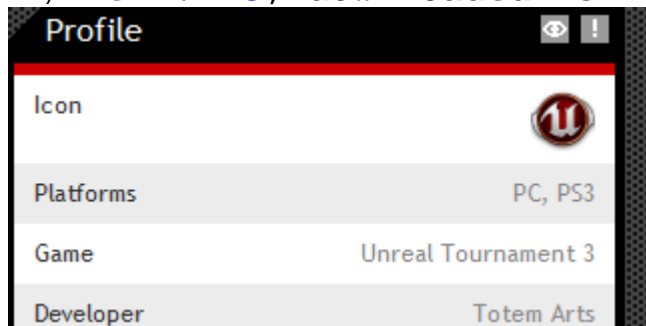 Profile
Icon
Platforms PC, PS3
Game Unreal Tournament 3
Developer Totem Arts